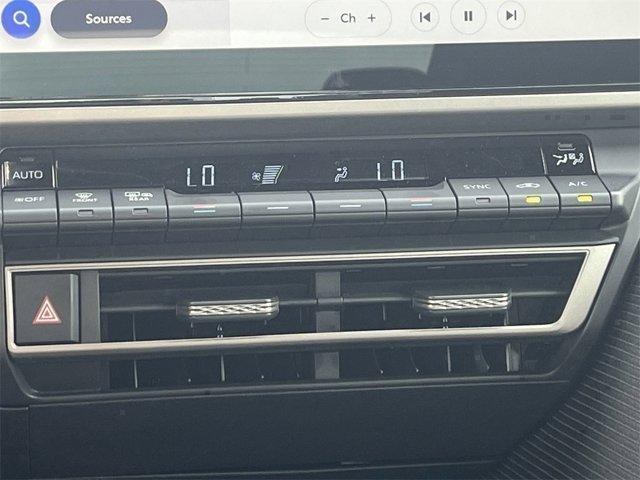 Sources
− Ch +
AUTO
LO
LO
OFF
FRONT
REAR
SYNC
A/C